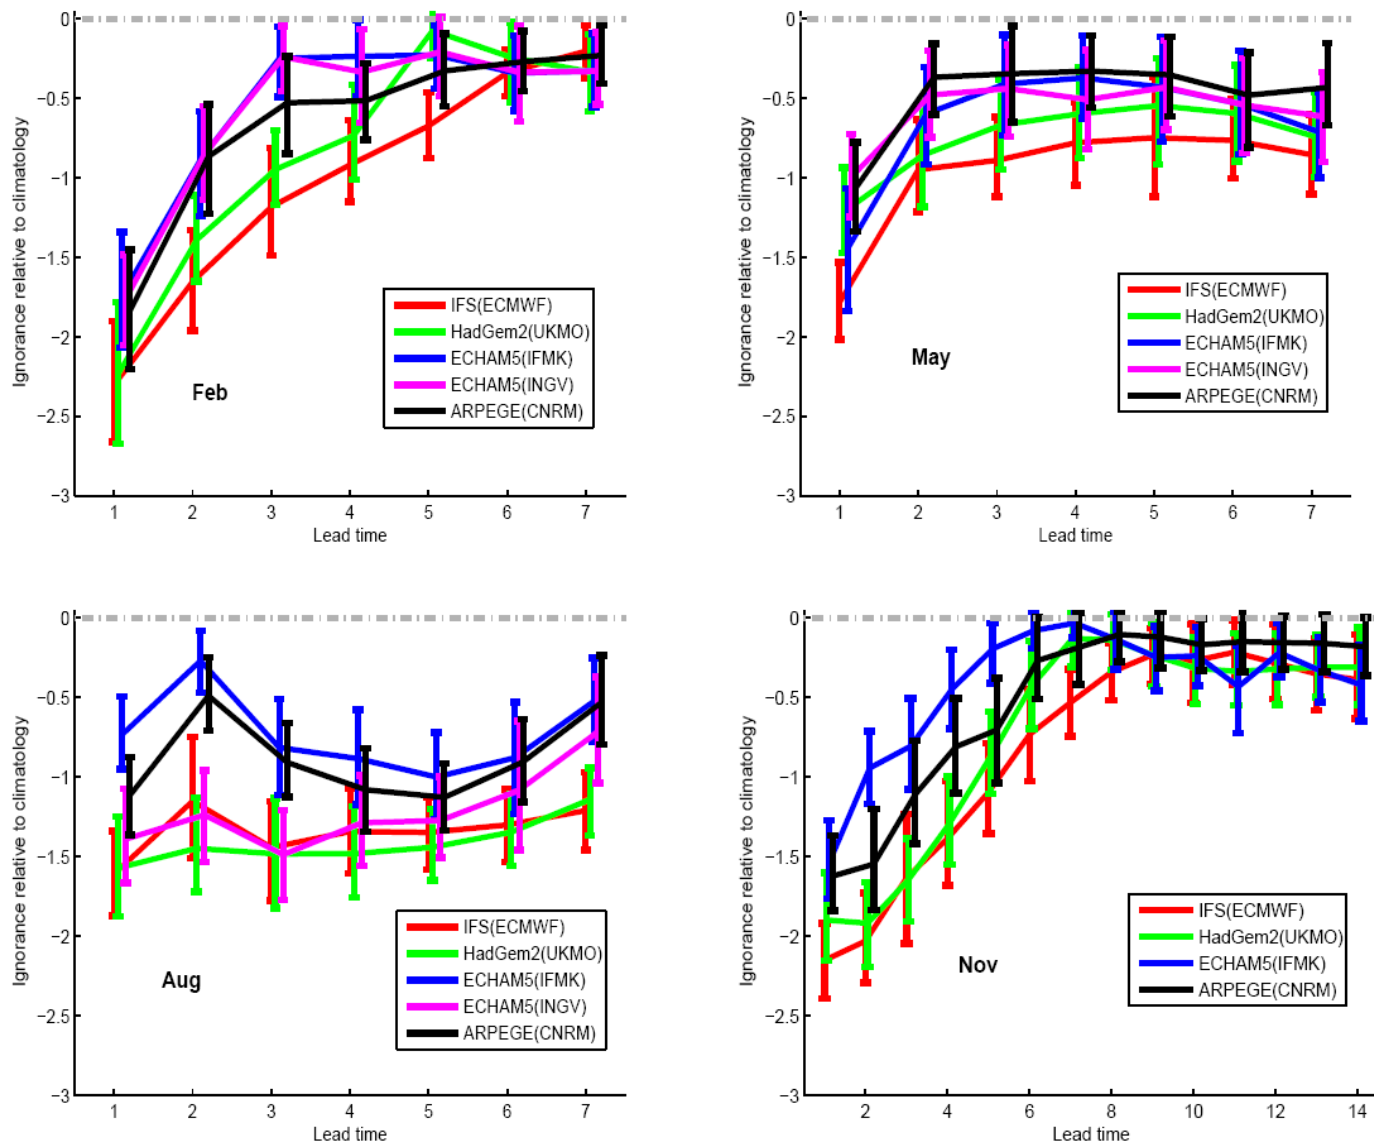 0
−0.5
−1
−1.5
−2
−2.5
−3
Ignorance relative to climatology
1 2 3 4 5 6 7
Lead time
Feb
IFS(ECMWF)
HadGem2(UKMO)
ECHAM5(IFMK)
ECHAM5(INGV)
ARPEGE(CNRM)
0
−0.5
−1
−1.5
−2
−2.5
−3
Ignorance relative to climatology
1 2 3 4 5 6 7
Lead time
May
IFS(ECMWF)
HadGem2(UKMO)
ECHAM5(IFMK)
ECHAM5(INGV)
ARPEGE(CNRM)
0
−0.5
−1
−1.5
−2
−2.5
−3
Ignorance relative to climatology
1 2 3 4 5 6 7
Lead time
Aug
IFS(ECMWF)
HadGem2(UKMO)
ECHAM5(IFMK)
ECHAM5(INGV)
ARPEGE(CNRM)
0
−0.5
−1
−1.5
−2
−2.5
−3
Ignorance relative to climatology
2 4 6 8 10 12 14
Lead time
Nov
IFS(ECMWF)
HadGem2(UKMO)
ECHAM5(IFMK)
ARPEGE(CNRM)